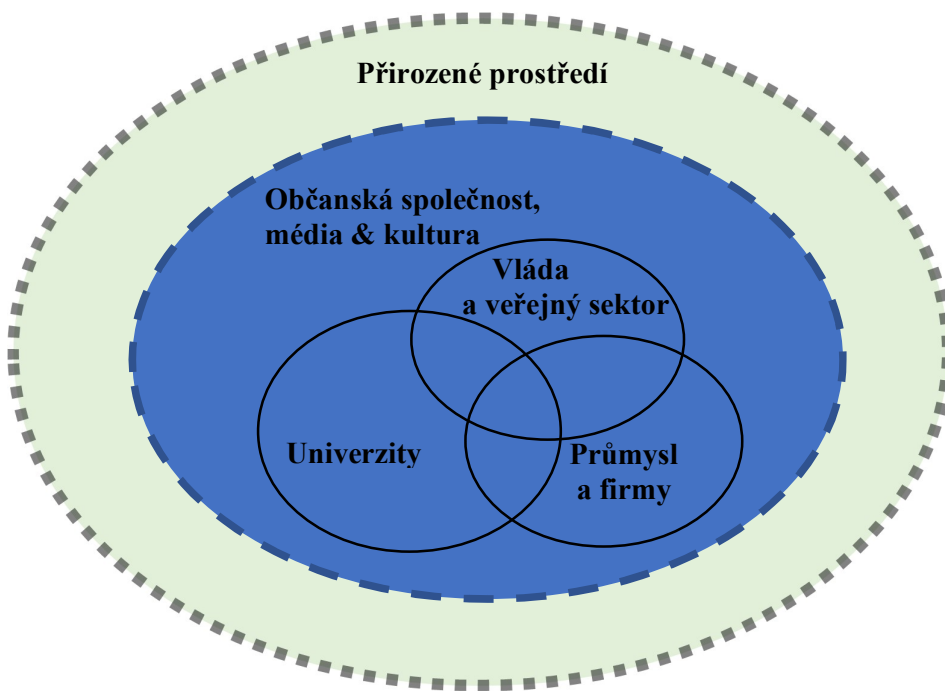 Přirozené prostředí
Občanská společnost,
média & kultura
Vláda
a veřejný sektor
Univerzity
Průmysl
a firmy